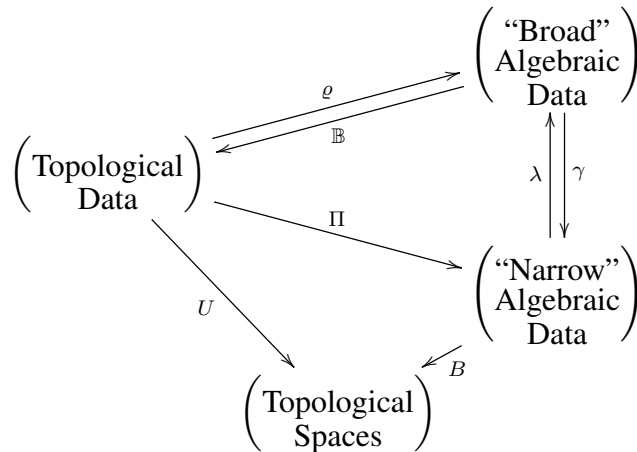 “Broad”
Algebraic
Data
ϱ
𝔹
Topological
Data
λ
γ
Π
“Narrow”
Algebraic
Data
U
B
Topological
Spaces